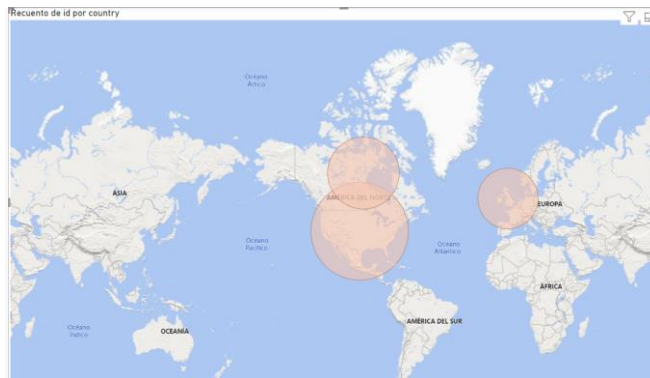 Recuento de id por country
Océano
Ártico
ASIA
AMÉRICA DEL NORTE
EUROPA
Océano
Pacífico
Océano
Atlántico
ÁFRICA
Océano
Índico
OCEANÍA
AMÉRICA DEL SUR